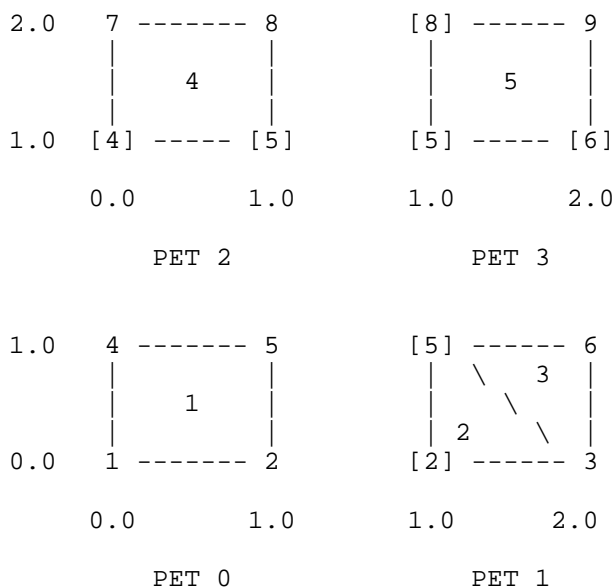 2.0 7 ------- 8 [8] ------ 9
| | | |
| 4 | | 5 |
| | | |
1.0 [4] ----- [5] [5] ----- [6]
0.0 1.0 1.0 2.0
PET 2 PET 3
1.0 4 ------- 5 [5] ------ 6
| | | \ 3 |
| 1 | | \ |
| | | 2 \ |
0.0 1 ------- 2 [2] ------ 3
0.0 1.0 1.0 2.0
PET 0 PET 1